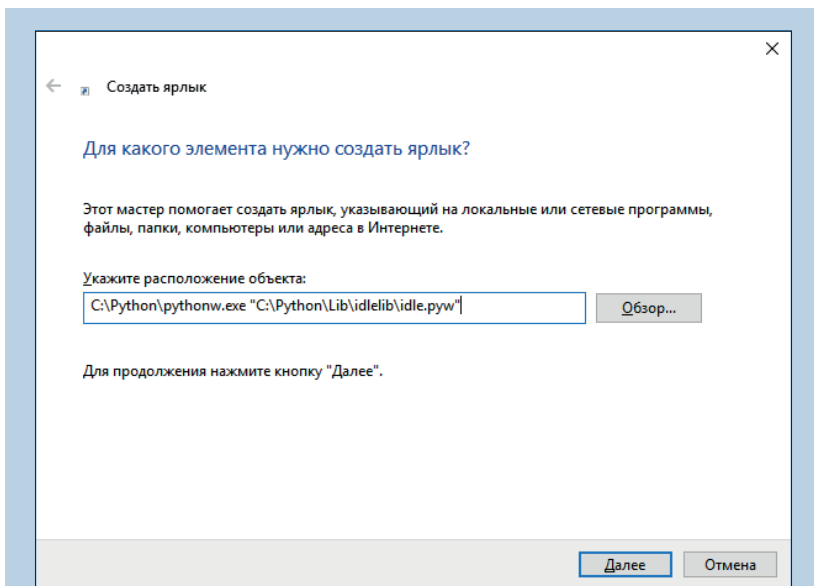 Создать ярлык
Для какого элемента нужно создать ярлык?
Этот мастер помогает создать ярлык, указывающий на локальные или сетевые программы,
файлы, папки, компьютеры или адреса в Интернете.
Укажите расположение объекта:
C:\Python\pythonw.exe "C:\Python\Lib\idlelib\idle.pyw"
Обзор...
Для продолжения нажмите кнопку "Далее".
Далее
Отмена